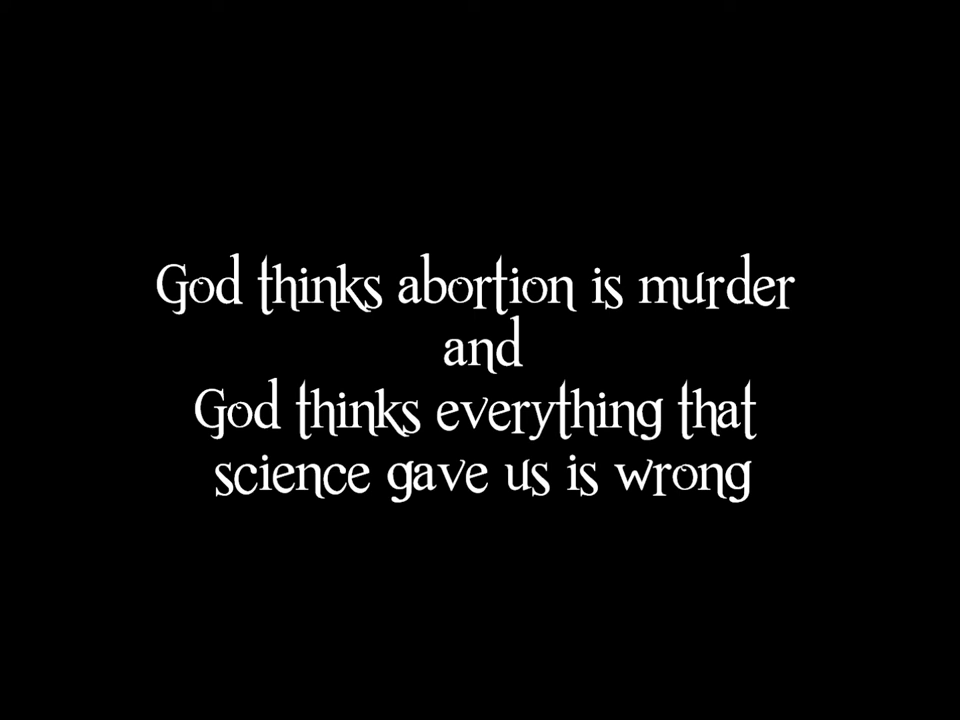 God thinks abortion is murder
and
God thinks everything that
science gave us is wrong